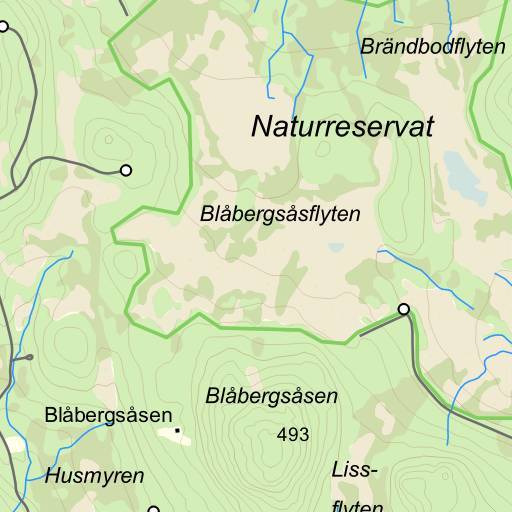 Brändbodflyten
Naturreservat
Blåbergsåsflyten
Blåbergsåsen
Blåbergsåsen
493
Husmyren
Liss-
flyten